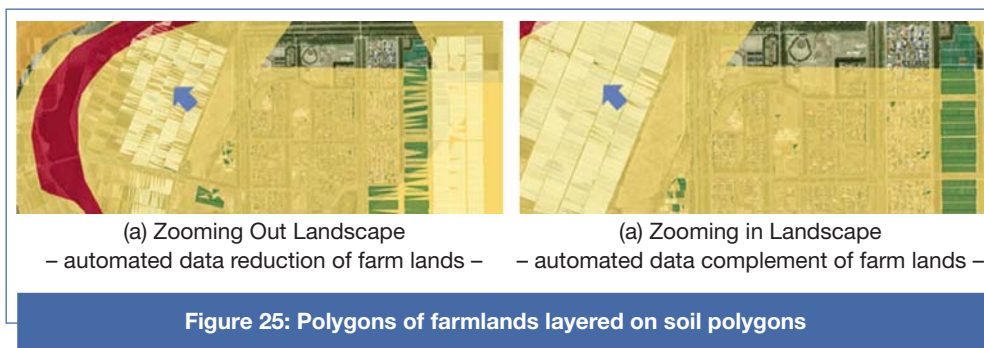 (a) Zooming Out Landscape
– automated data reduction of farm lands –
(a) Zooming in Landscape
– automated data complement of farm lands –
Figure 25: Polygons of farmlands layered on soil polygons